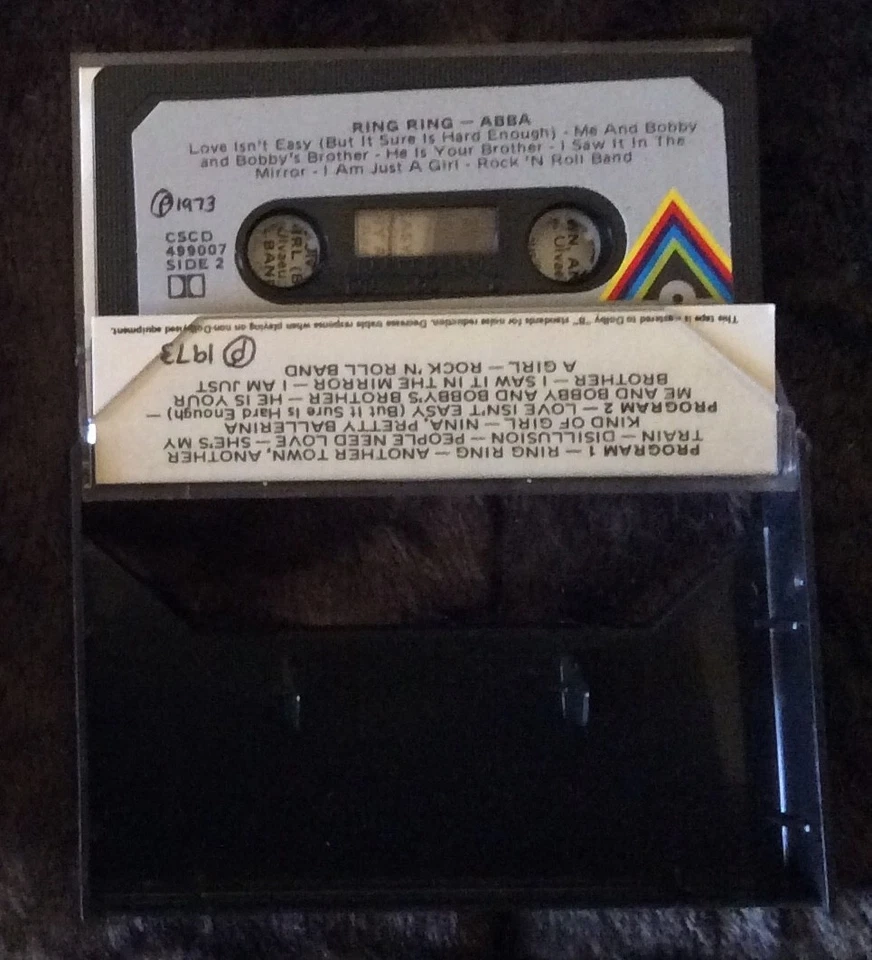 RING RING — ABBA
Love Isn't Easy (But It Sure Is Hard Enough) - Me And Bobby
and Bobby's Brother - He Is Your Brother - I Saw It In The
Mirror - I Am Just A Girl - Rock 'N Roll Band
Ⓟ1973
CSCD
499007
SIDE 2
PROGRAM 1 — RING RING — ANOTHER TOWN, ANOTHER
TRAIN — DISILLUSION — PEOPLE NEED LOVE — SHE'S MY
KIND OF GIRL — NINA, PRETTY BALLERINA
PROGRAM 2 — LOVE ISN'T EASY (But It Sure Is Hard Enough) —
ME AND BOBBY AND BOBBY'S BROTHER — HE IS YOUR
BROTHER — I SAW IT IN THE MIRROR — I AM JUST
A GIRL — ROCK 'N ROLL BAND
Ⓟ 1973
This tape is mastered to Dolby "B" standards for noise reduction. Decrease treble response when playing on non-Dolbyised equipment.